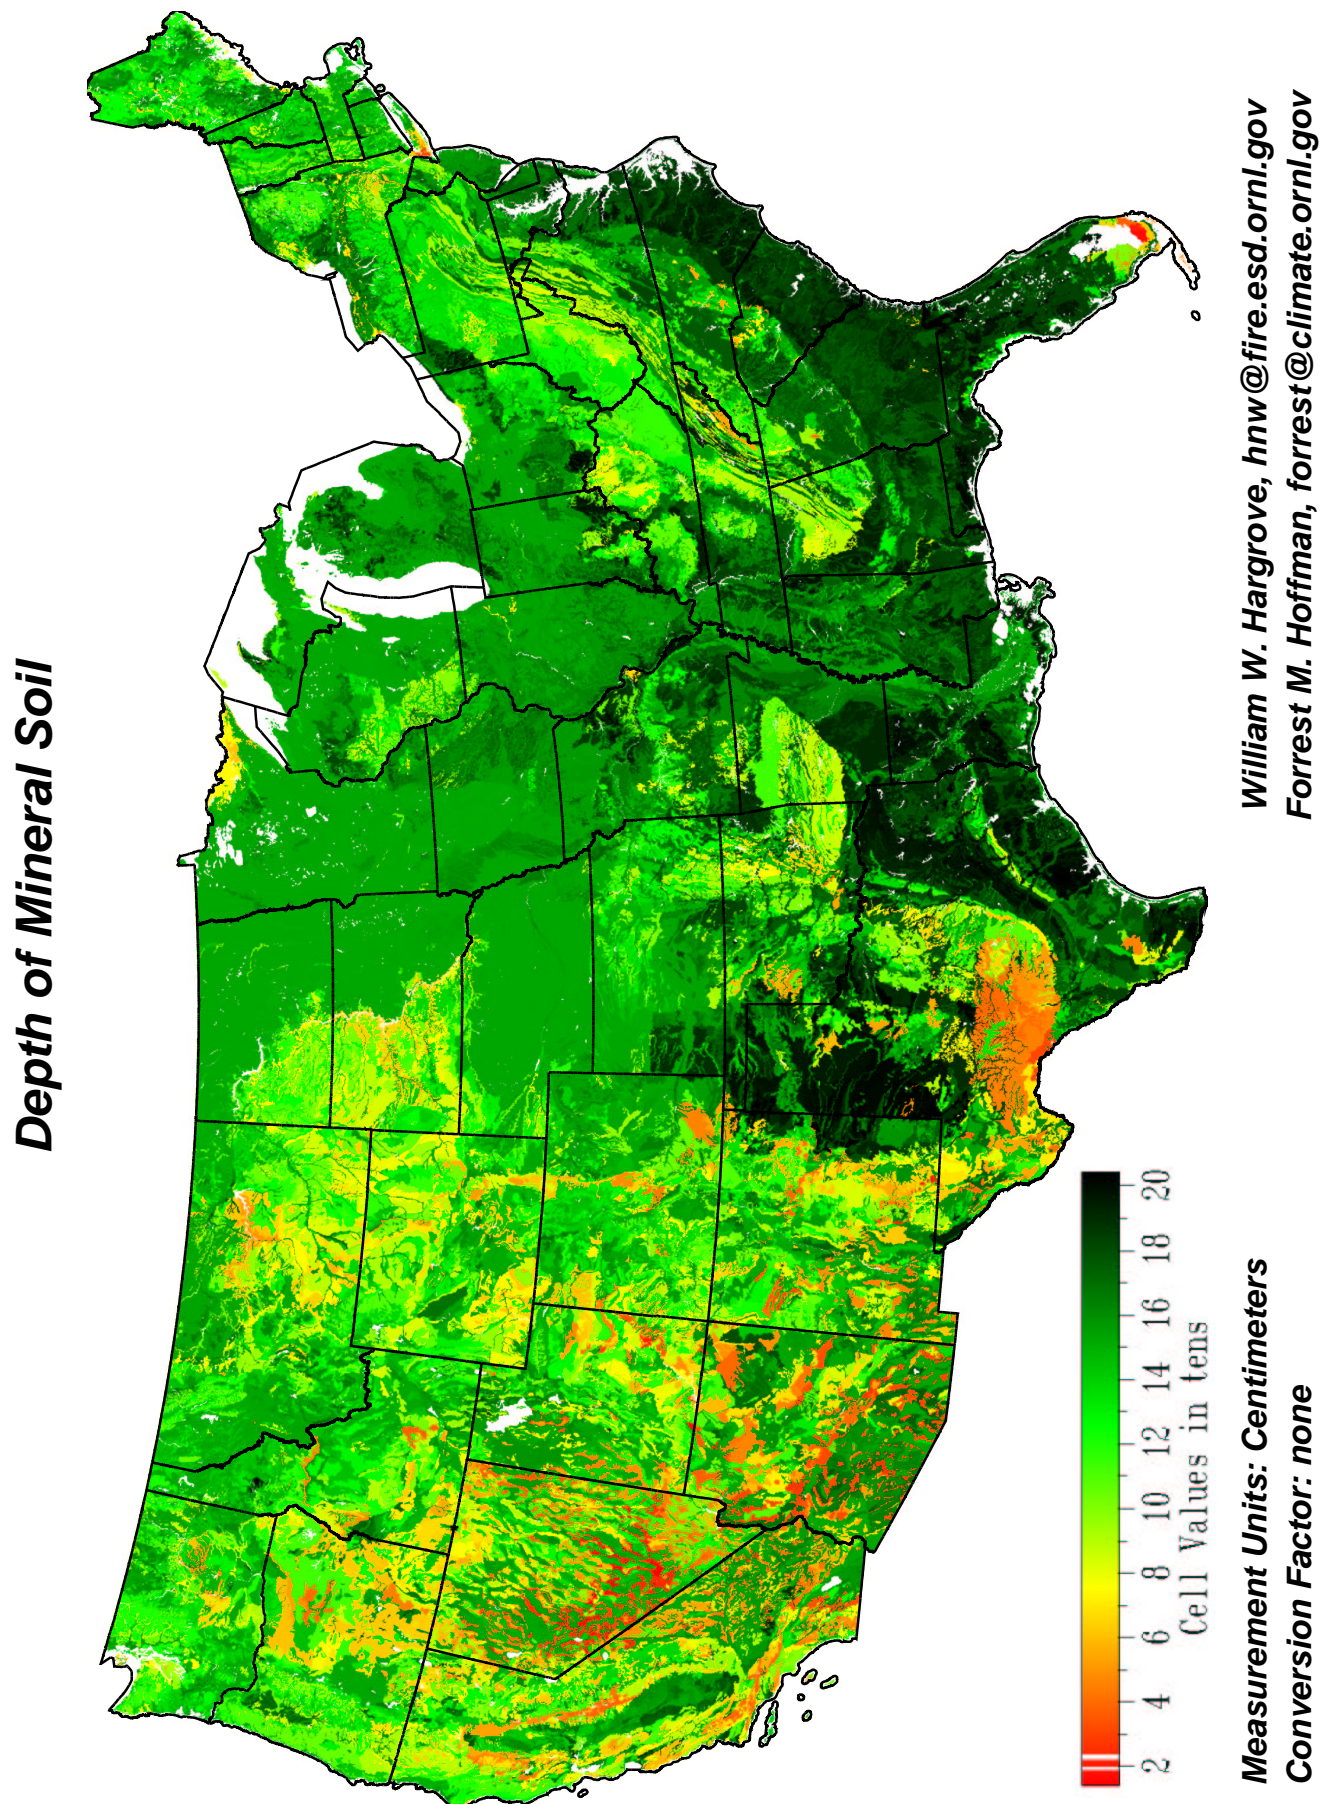 Depth of Mineral Soil
2 4 6 8 10 12 14 16 18 20
Cell Values in tens
Measurement Units: Centimeters
Conversion Factor: none
William W. Hargrove, hnw@fire.esd.ornl.gov
Forrest M. Hoffman, forrest@climate.ornl.gov